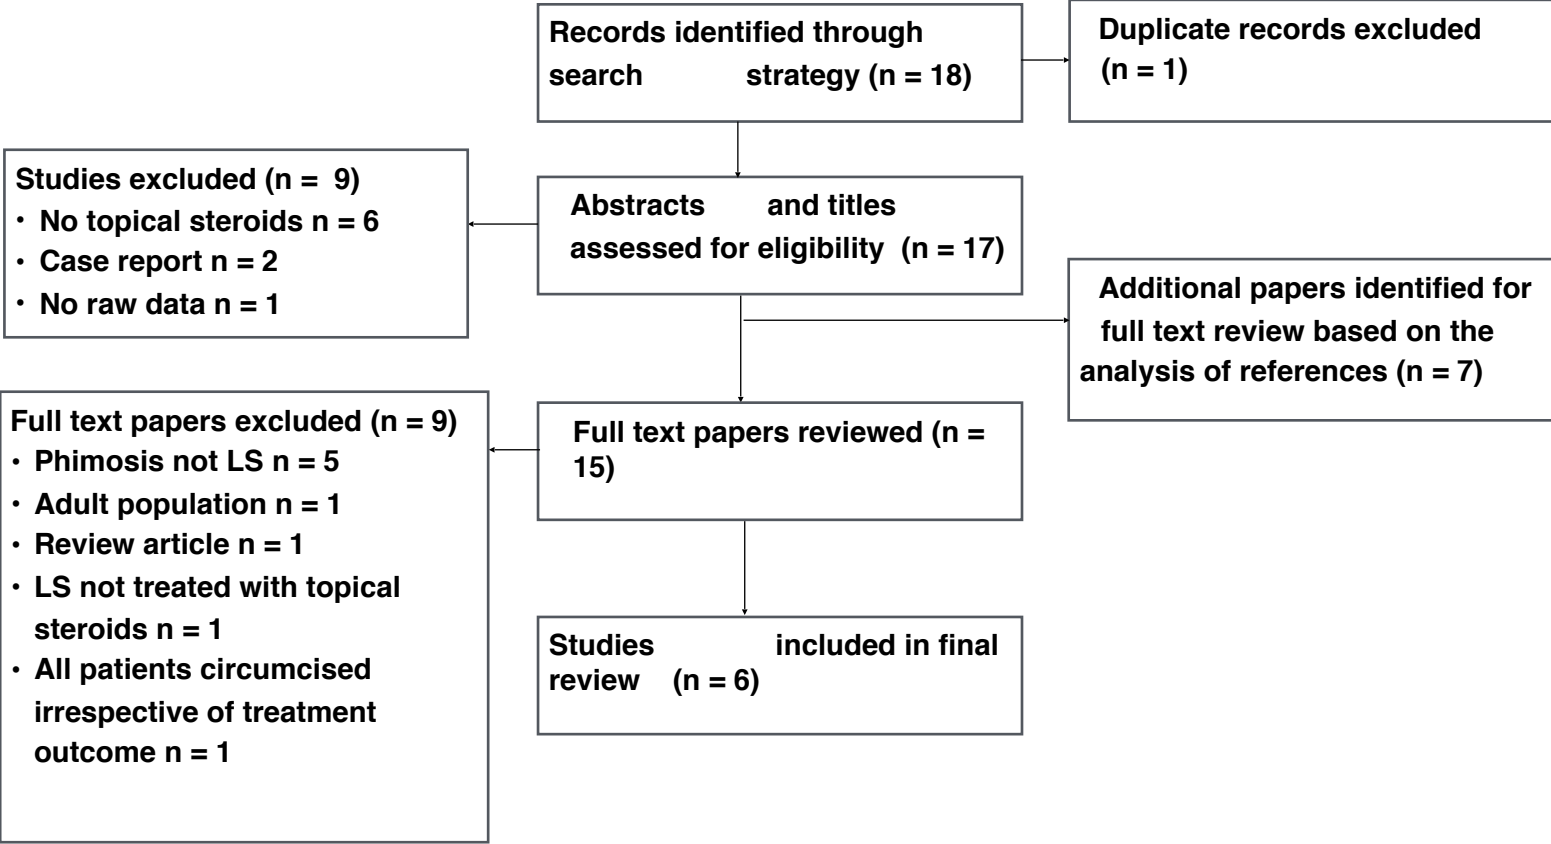 Records identified through
search strategy (n = 18)
Duplicate records excluded
(n = 1)
Studies excluded (n = 9)
• No topical steroids n = 6
• Case report n = 2
• No raw data n = 1
Abstracts and titles
assessed for eligibility (n = 17)
Additional papers identified for
full text review based on the
analysis of references (n = 7)
Full text papers excluded (n = 9)
• Phimosis not LS n = 5
• Adult population n = 1
• Review article n = 1
• LS not treated with topical
steroids n = 1
• All patients circumcised
irrespective of treatment
outcome n = 1
Full text papers reviewed (n =
15)
Studies included in final
review (n = 6)